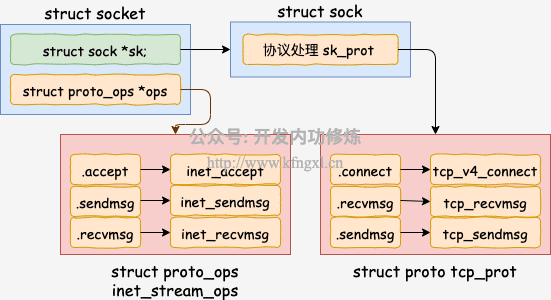 struct socket
struct sock
struct sock *sk;
协议处理 sk_prot
struct proto_ops *ops
公众号: 开发内功修炼
http://www.kfngxl.cn
.accept
inet_accept
.connect
tcp_v4_connect
.sendmsg
inet_sendmsg
.recvmsg
tcp_recvmsg
.recvmsg
inet_recvmsg
.sendmsg
tcp_sendmsg
struct proto_ops
inet_stream_ops
struct proto tcp_prot